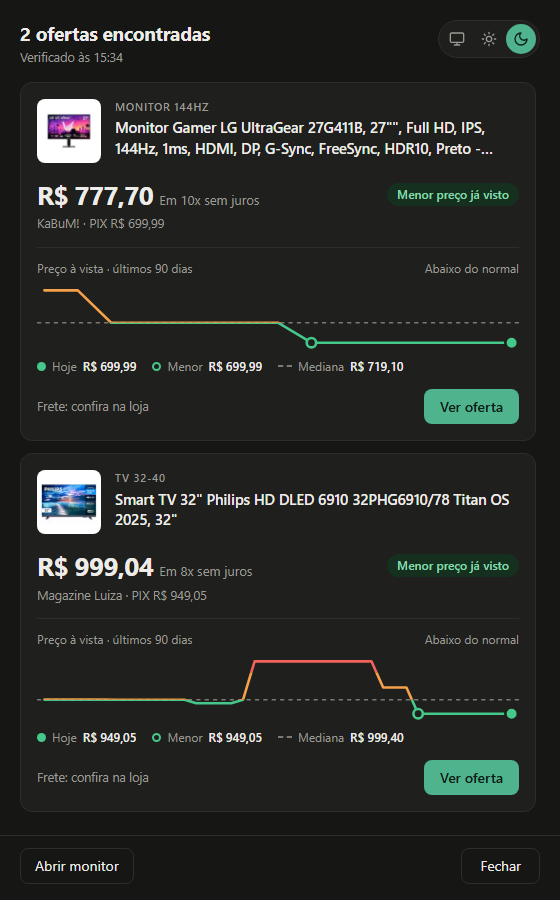 2 ofertas encontradas
Verificado às 15:34
MONITOR 144HZ
Monitor Gamer LG UltraGear 27G411B, 27"", Full HD, IPS,
144Hz, 1ms, HDMI, DP, G-Sync, FreeSync, HDR10, Preto -...
R$ 777,70 Em 10x sem juros
Menor preço já visto
KaBuM! · PIX R$ 699,99
Preço à vista · últimos 90 dias
Abaixo do normal
Hoje R$ 699,99 Menor R$ 699,99 Mediana R$ 719,10
Frete: confira na loja
Ver oferta
TV 32-40
Smart TV 32" Philips HD DLED 6910 32PHG6910/78 Titan OS
2025, 32"
R$ 999,04 Em 8x sem juros
Menor preço já visto
Magazine Luiza · PIX R$ 949,05
Preço à vista · últimos 90 dias
Abaixo do normal
Hoje R$ 949,05 Menor R$ 949,05 Mediana R$ 999,40
Frete: confira na loja
Ver oferta
Abrir monitor
Fechar